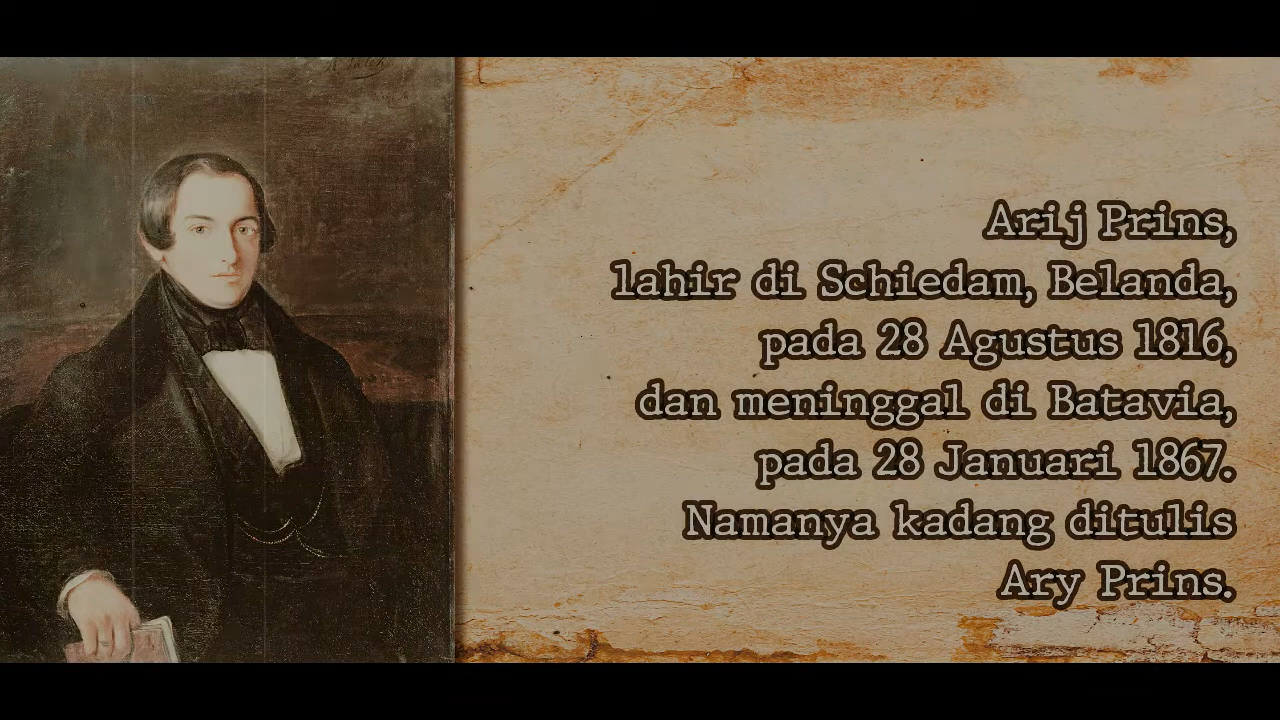 Arij Prins,
lahir di Schiedam, Belanda,
pada 28 Agustus 1816,
dan meninggal di Batavia,
pada 28 Januari 1867.
Namanya kadang ditulis
Ary Prins.